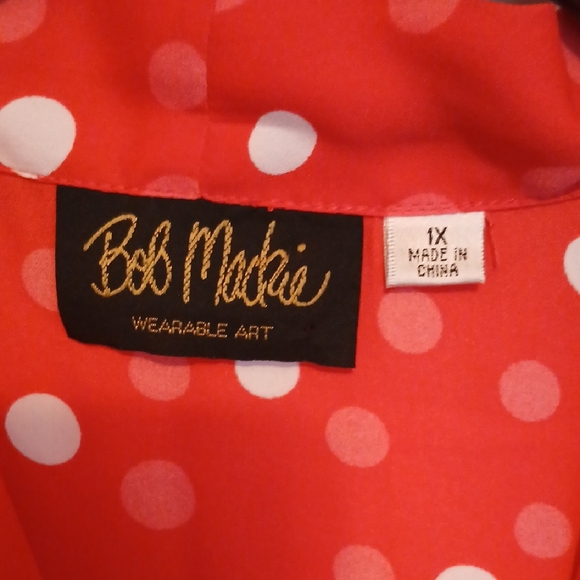 Bob Mackie
WEARABLE ART
1X
MADE IN
CHINA